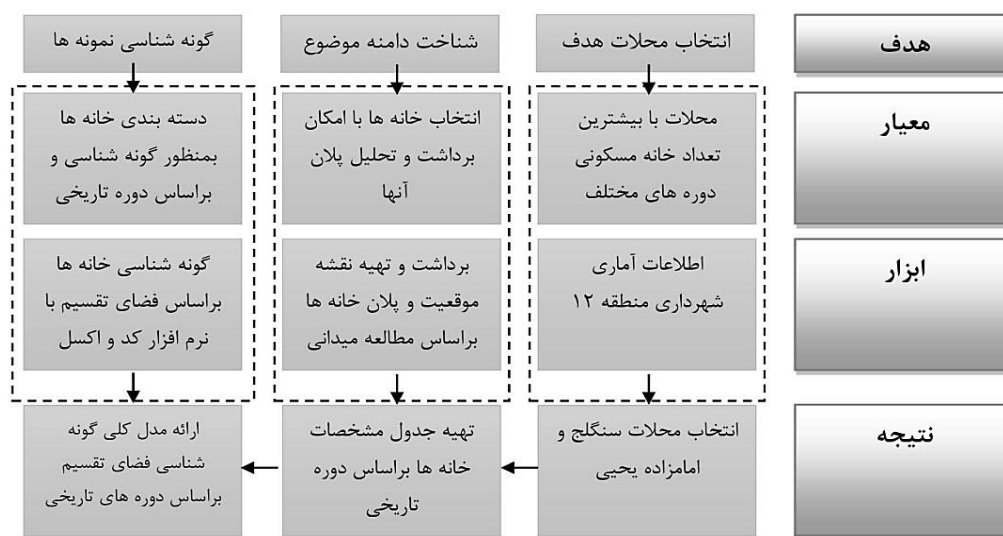 هدف
انتخاب محلات هدف
شناخت دامنه موضوع
گونه شناسی نمونه ها
معیار
محلات با بیشترین
تعداد خانه مسکونی
دوره های مختلف
انتخاب خانه ها با امکان
برداشت و تحلیل پلان
آنها
دسته بندی خانه ها
بمنظور گونه شناسی و
براساس دوره تاریخی
ابزار
اطلاعات آماری
شهرداری منطقه ۱۲
برداشت و تهیه نقشه
موقعیت و پلان خانه ها
براساس مطالعه میدانی
گونه شناسی خانه ها
براساس فضای تقسیم با
نرم افزار کد و اکسل
نتیجه
انتخاب محلات سنگلج و
امامزاده یحیی
تهیه جدول مشخصات
خانه ها براساس دوره
تاریخی
ارائه مدل کلی گونه
شناسی فضای تقسیم
براساس دوره های تاریخی